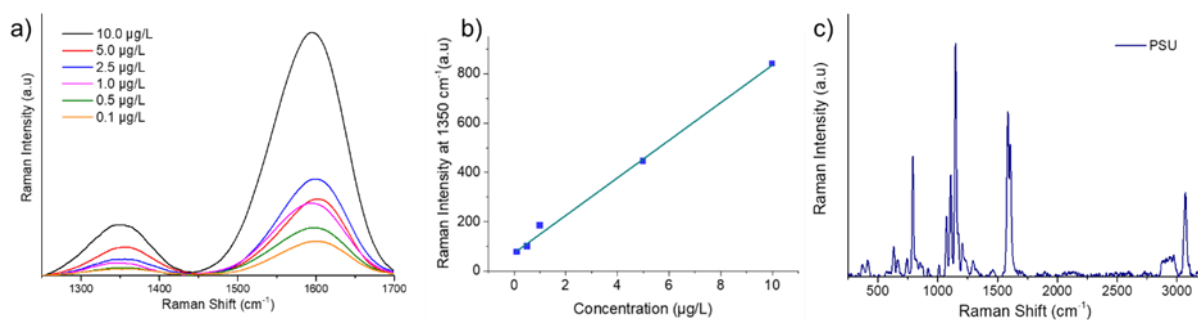 a)
10.0 µg/L
5.0 µg/L
2.5 µg/L
1.0 µg/L
0.5 µg/L
0.1 µg/L
Raman Intensity (a.u)
1300 1400 1500 1600 1700
Raman Shift (cm⁻¹)
b)
Raman Intensity at 1350 cm⁻¹(a.u)
800
600
400
200
0
0 2 4 6 8 10
Concentration (µg/L)
c)
PSU
Raman Intensity (a.u)
500 1000 1500 2000 2500 3000
Raman Shift (cm⁻¹)